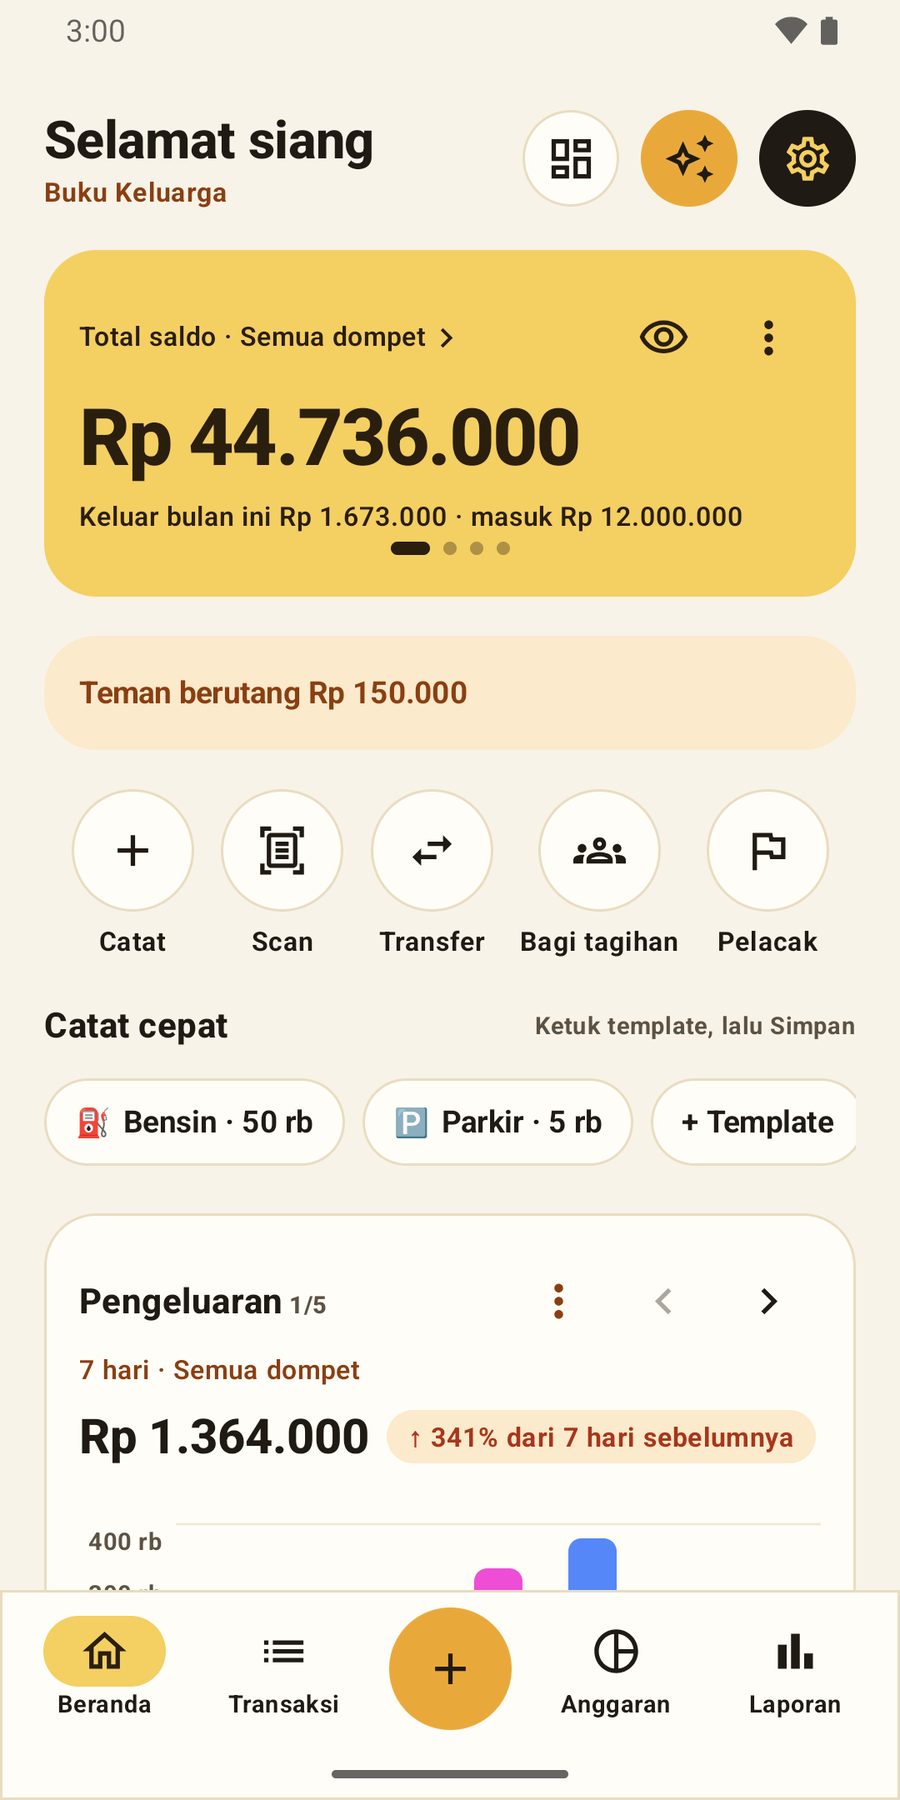 3:00
Selamat siang
Buku Keluarga
Total saldo · Semua dompet
Rp 44.736.000
Keluar bulan ini Rp 1.673.000 · masuk Rp 12.000.000
Teman berutang Rp 150.000
Catat Scan Transfer Bagi tagihan Pelacak
Catat cepat Ketuk template, lalu Simpan
Bensin · 50 rb P Parkir · 5 rb + Template
Pengeluaran 1/5
7 hari · Semua dompet
Rp 1.364.000 ↑ 341% dari 7 hari sebelumnya
400 rb
Beranda Transaksi + Anggaran Laporan